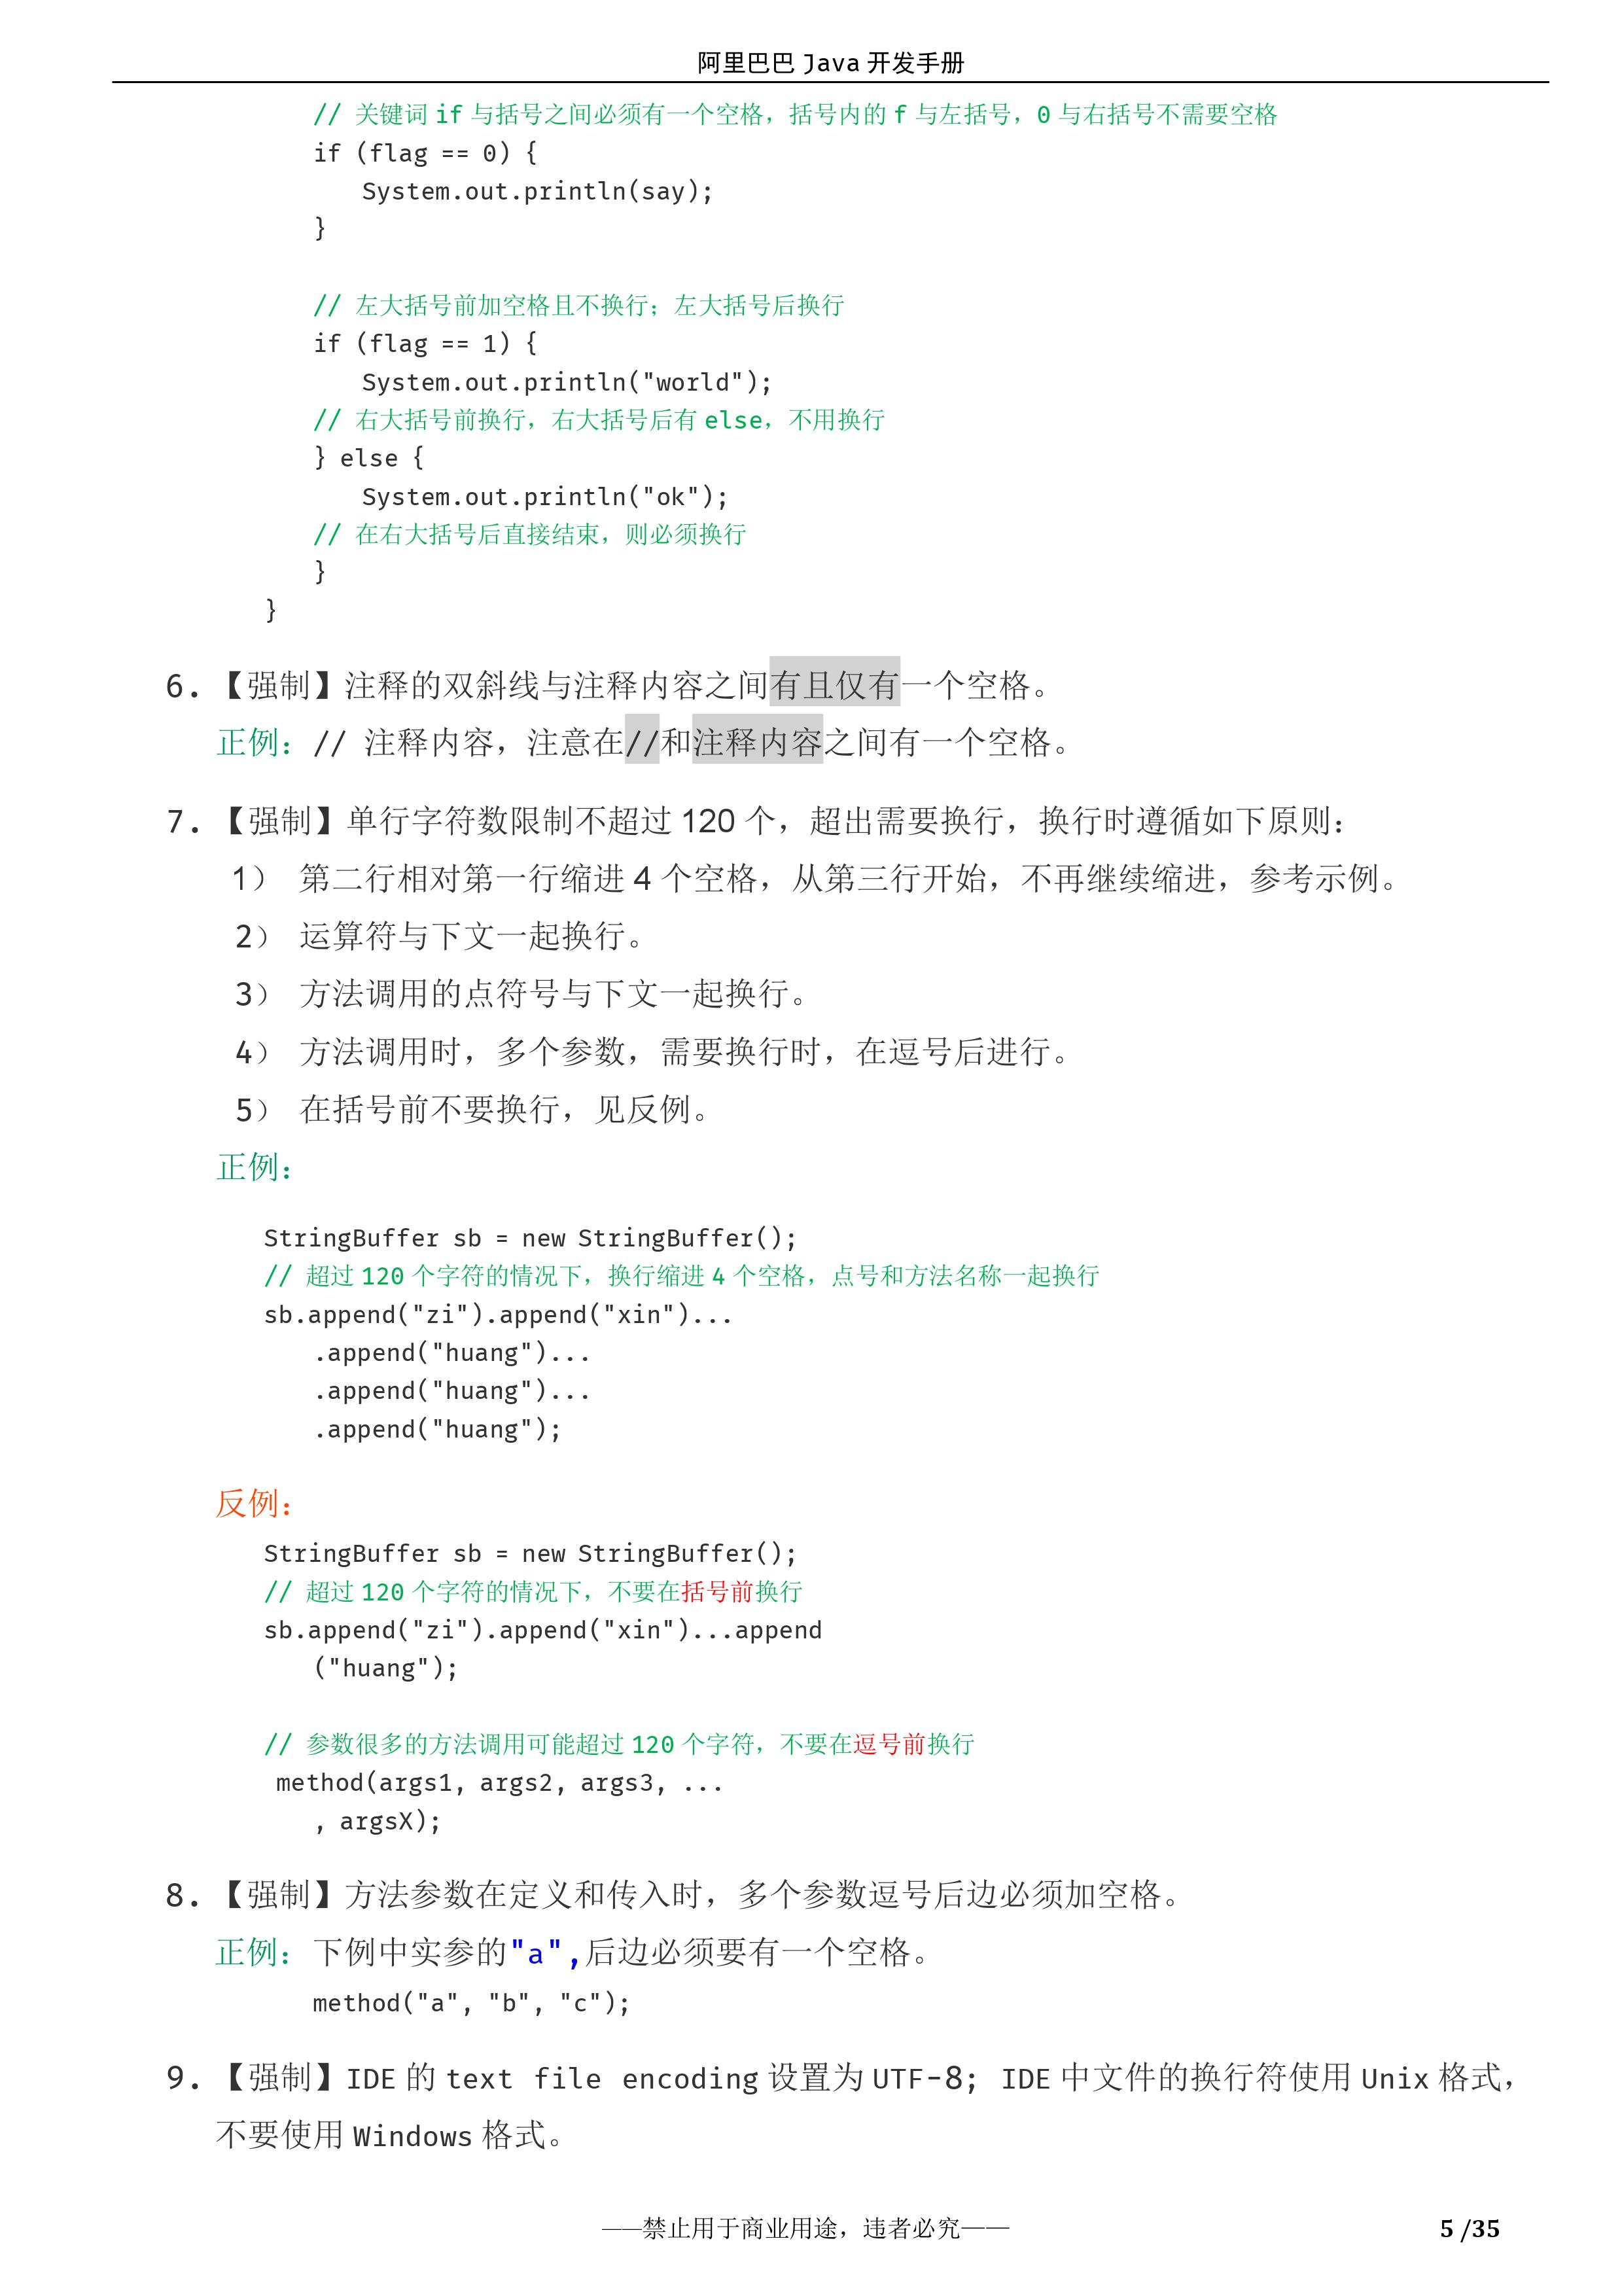 阿里巴巴 Java 开发手册
// 关键词 if 与括号之间必须有一个空格，括号内的 f 与左括号，0 与右括号不需要空格
if (flag == 0) {
System.out.println(say);
}
// 左大括号前加空格且不换行；左大括号后换行
if (flag == 1) {
System.out.println("world");
// 右大括号前换行，右大括号后有 else，不用换行
} else {
System.out.println("ok");
// 在右大括号后直接结束，则必须换行
}
}
6. 【强制】注释的双斜线与注释内容之间有且仅有一个空格。
正例：// 注释内容，注意在//和注释内容之间有一个空格。
7. 【强制】单行字符数限制不超过 120 个，超出需要换行，换行时遵循如下原则：
1） 第二行相对第一行缩进 4 个空格，从第三行开始，不再继续缩进，参考示例。
2） 运算符与下文一起换行。
3） 方法调用的点符号与下文一起换行。
4） 方法调用时，多个参数，需要换行时，在逗号后进行。
5） 在括号前不要换行，见反例。
正例：
StringBuffer sb = new StringBuffer();
// 超过 120 个字符的情况下，换行缩进 4 个空格，点号和方法名称一起换行
sb.append("zi").append("xin")...
.append("huang")...
.append("huang")...
.append("huang");
反例：
StringBuffer sb = new StringBuffer();
// 超过 120 个字符的情况下，不要在括号前换行
sb.append("zi").append("xin")...append
("huang");
// 参数很多的方法调用可能超过 120 个字符，不要在逗号前换行
method(args1, args2, args3, ...
, argsX);
8. 【强制】方法参数在定义和传入时，多个参数逗号后边必须加空格。
正例：下例中实参的"a",后边必须要有一个空格。
method("a", "b", "c");
9. 【强制】IDE 的 text file encoding 设置为 UTF-8; IDE 中文件的换行符使用 Unix 格式，
不要使用 Windows 格式。
——禁止用于商业用途，违者必究——
5 /35